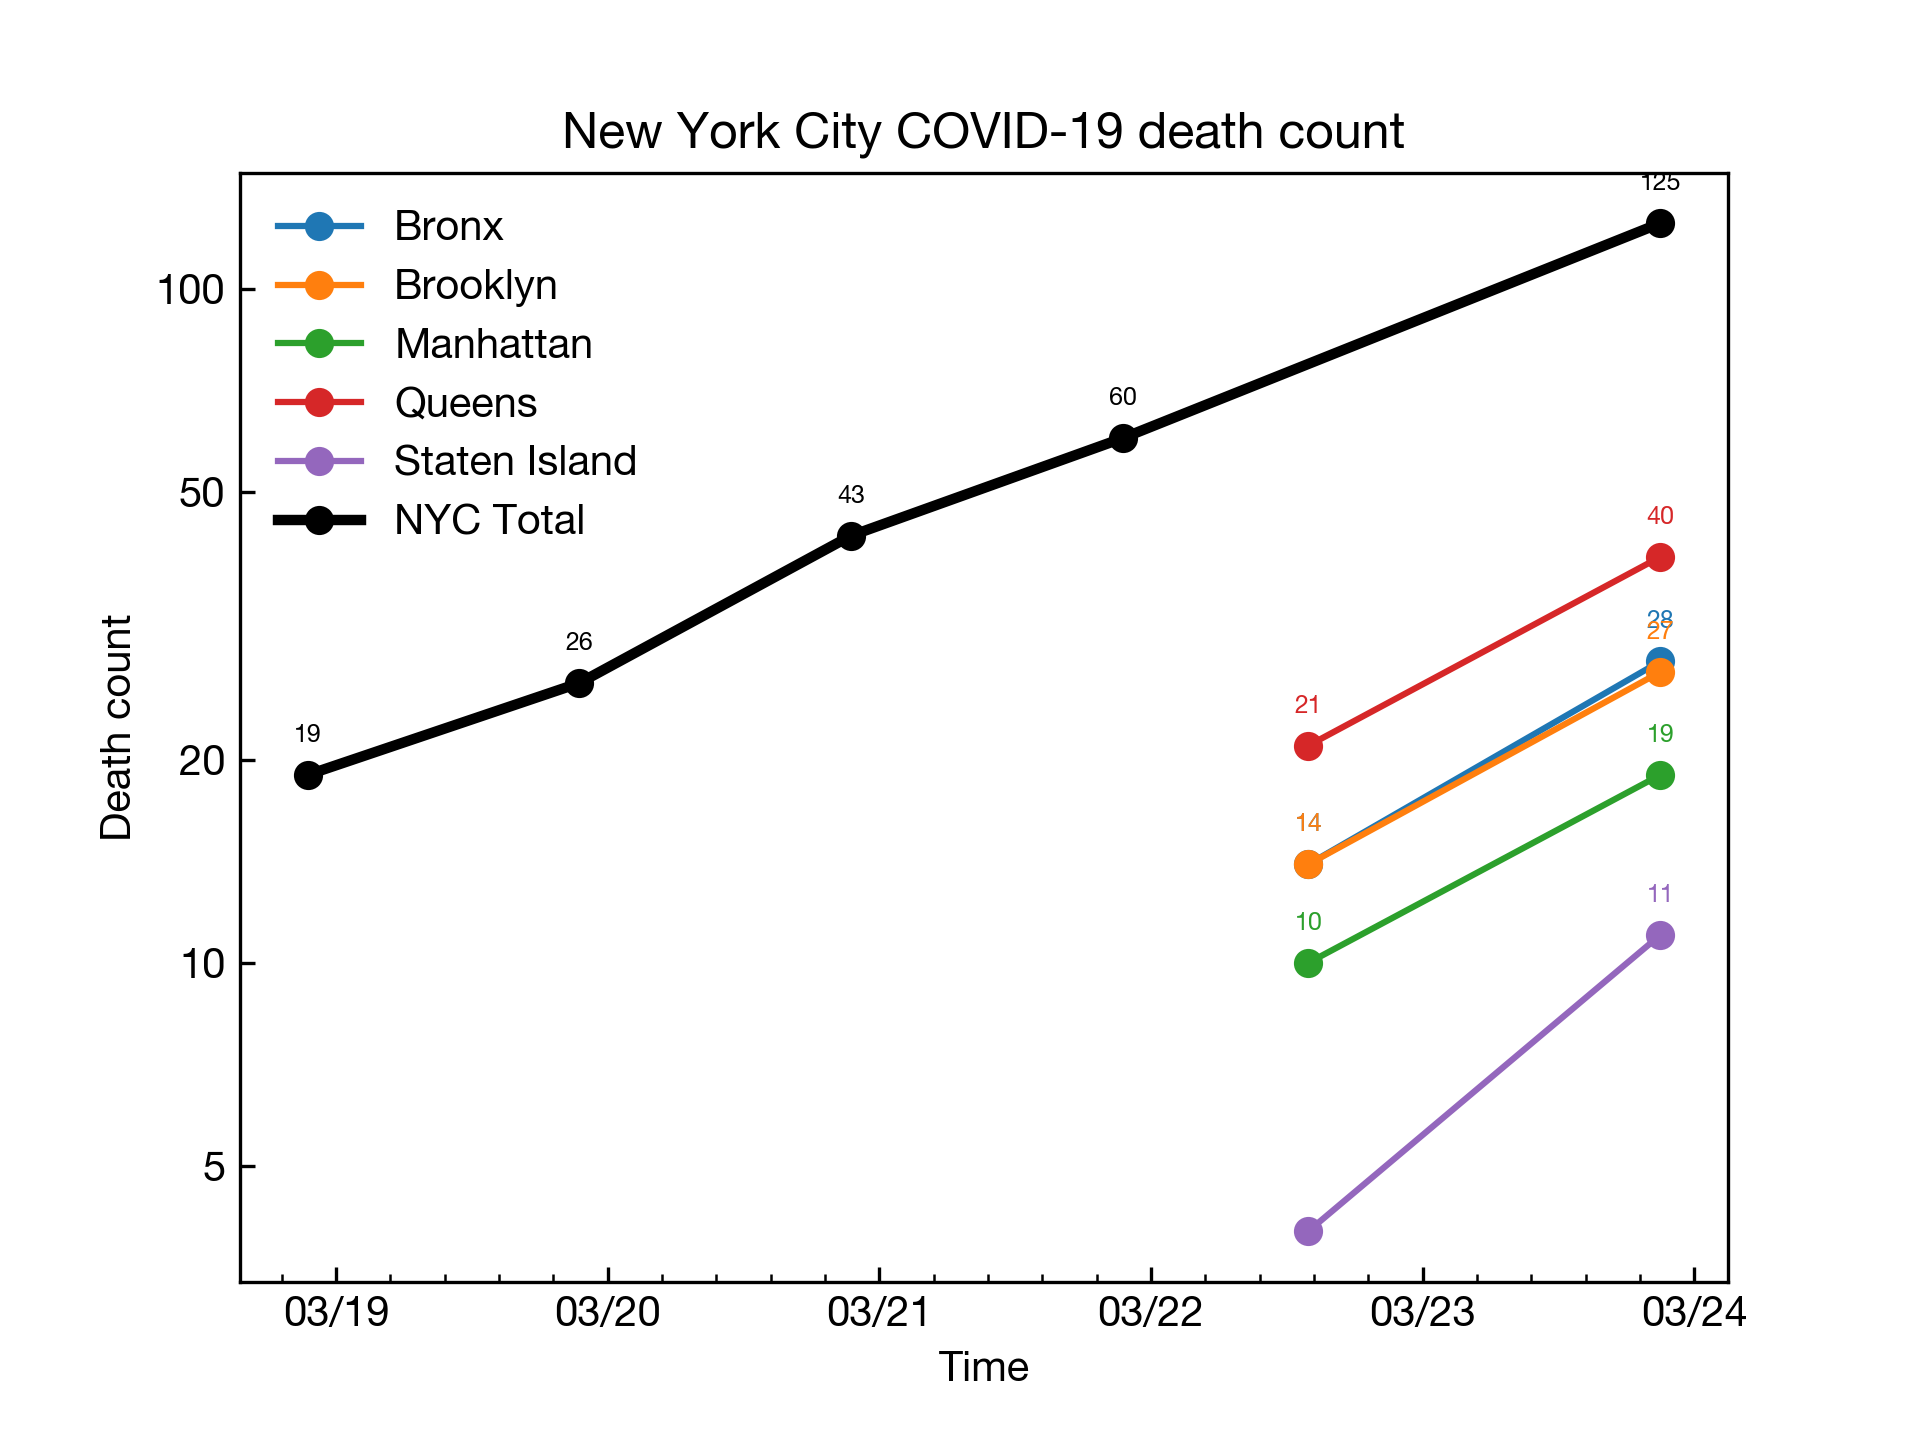 New York City COVID-19 death count
125
Bronx
Brooklyn
100
Manhattan
60
Queens
Staten Island
50
43
NYC Total
40
Death count
28
27
26
21
19
19
20
14
11
10
10
5
03/19 03/20 03/21 03/22 03/23 03/24
Time